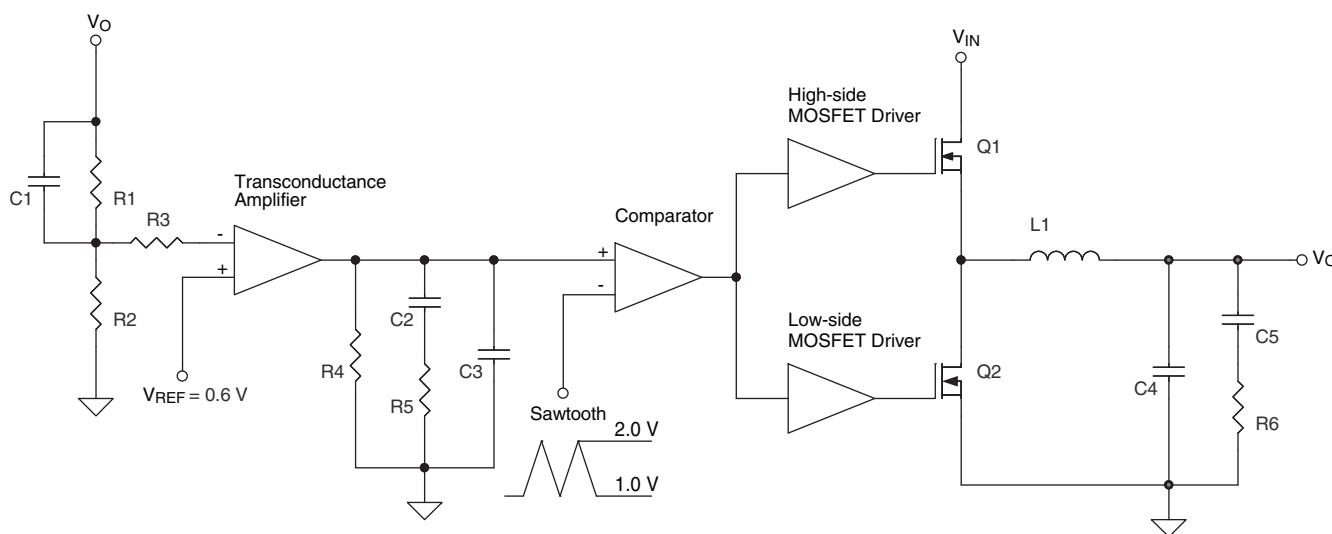 VO
VIN
High-side
MOSFET Driver
Q1
C1
R1
Transconductance
Amplifier
R3
-
+
Comparator
+
-
L1
VO
R2
VREF = 0.6 V
R4
C2
R5
C3
Low-side
MOSFET Driver
Q2
C5
C4
R6
Sawtooth
2.0 V
1.0 V